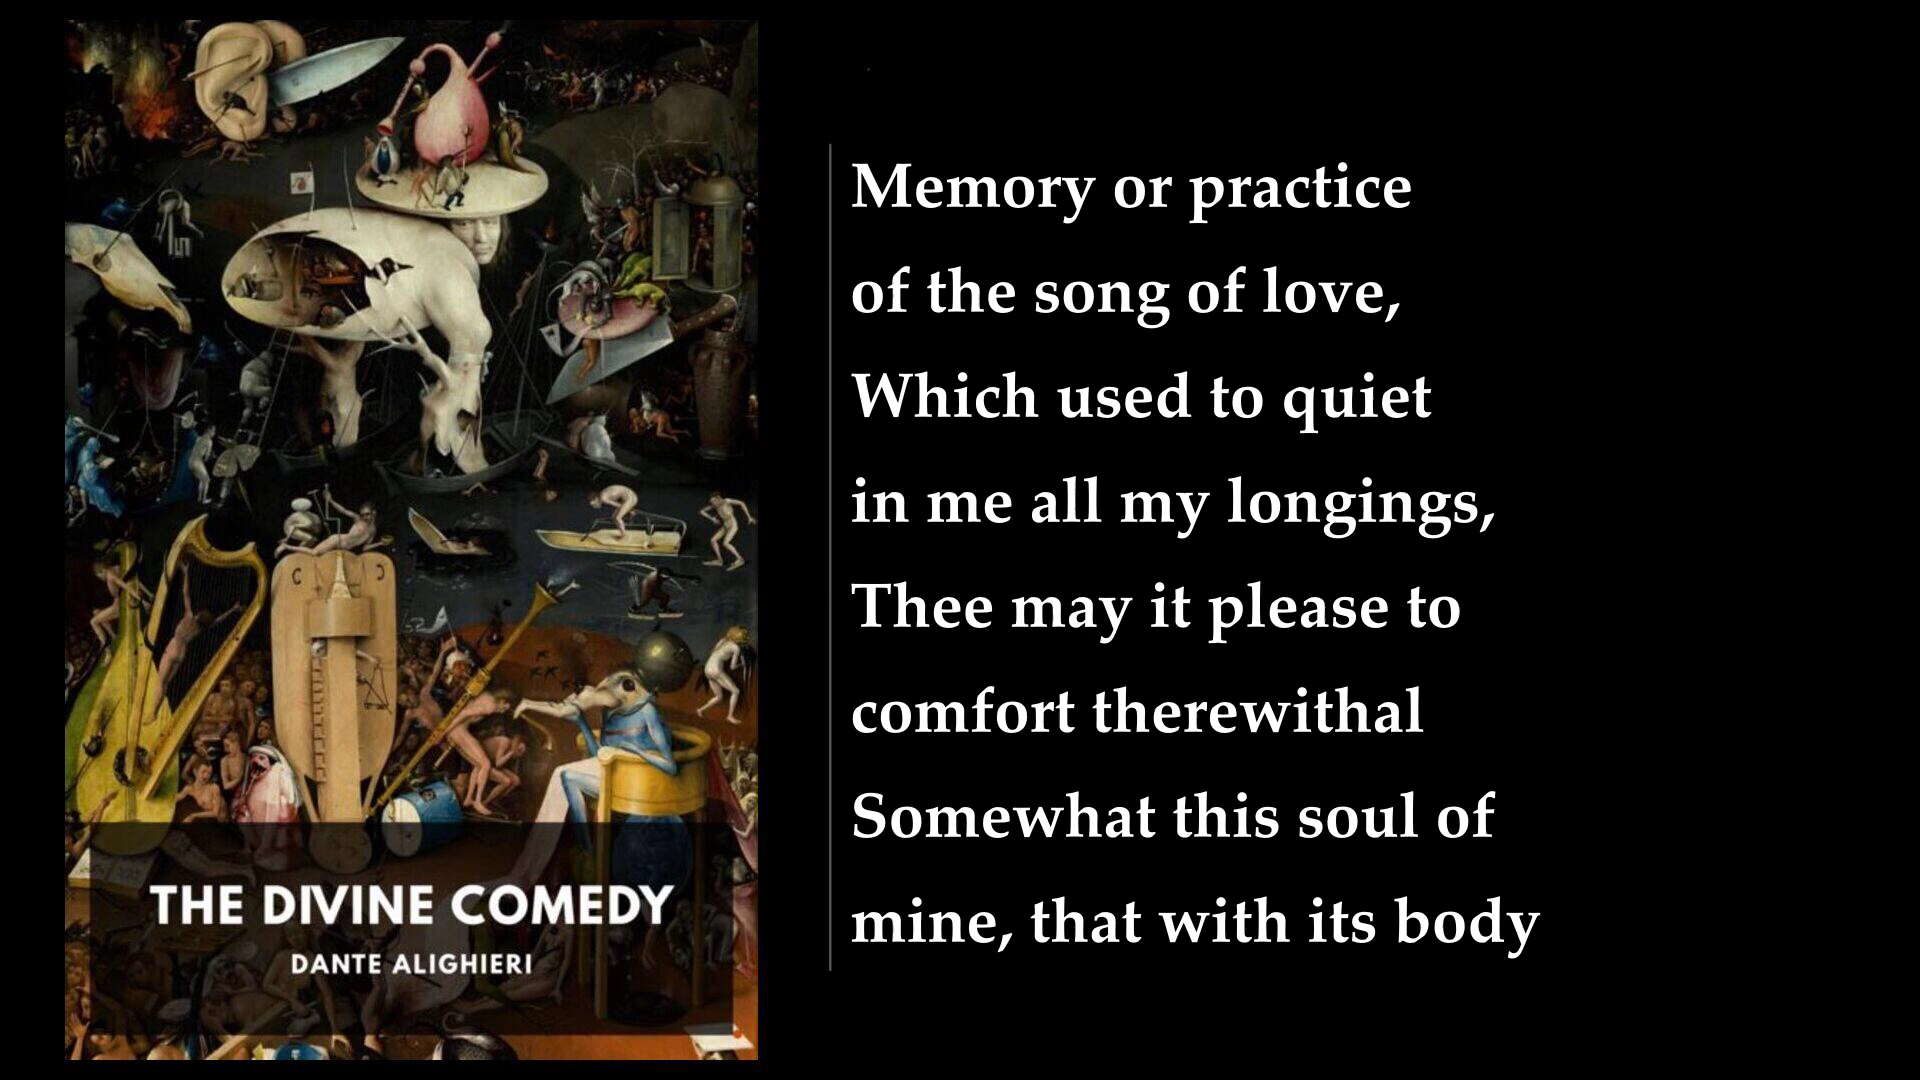 THE DIVINE COMEDY
DANTE ALIGHIERI
Memory or practice
of the song of love,
Which used to quiet
in me all my longings,
Thee may it please to
comfort therewithal
Somewhat this soul of
mine, that with its body